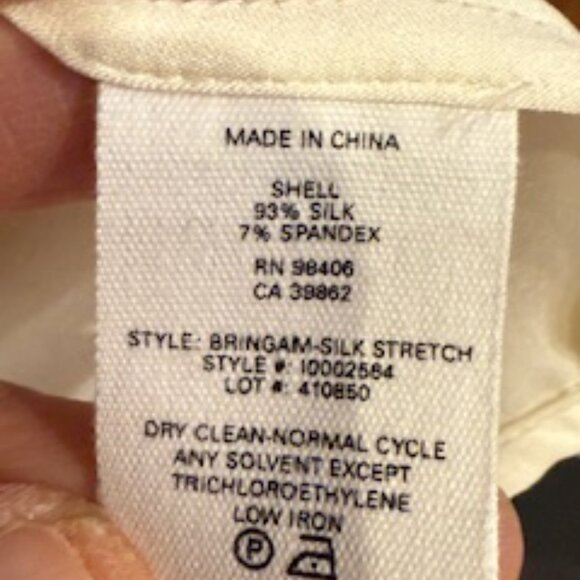 MADE IN CHINA
SHELL
93% SILK
7% SPANDEX
RN 98406
CA 39862
STYLE: BRINGAM-SILK STRETCH
STYLE #: I0002564
LOT #: 410850
DRY CLEAN-NORMAL CYCLE
ANY SOLVENT EXCEPT
TRICHLOROETHYLENE
LOW IRON
P